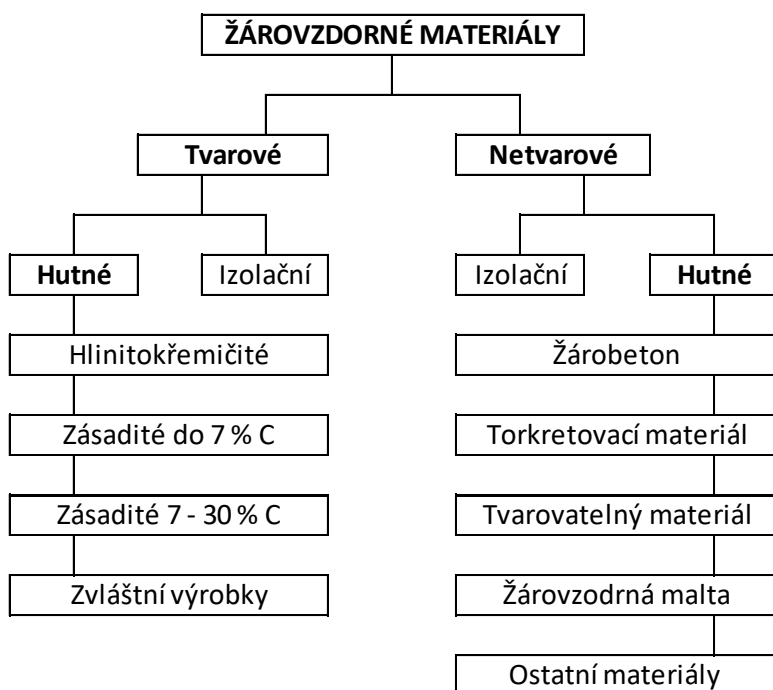 ŽÁROVZDORNÉ MATERIÁLY
Tvarové
Netvarové
Hutné
Izolační
Izolační
Hutné
Hlinitokřemičité
Žárobeton
Zásadité do 7 % C
Torkretovací materiál
Zásadité 7 - 30 % C
Tvarovatelný materiál
Zvláštní výrobky
Žárovzodrná malta
Ostatní materiály